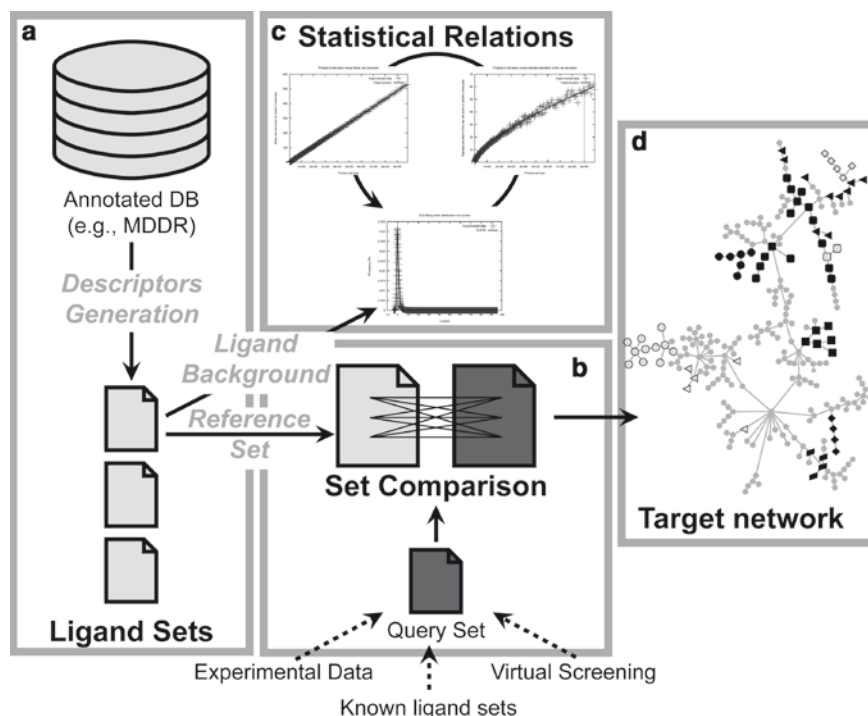 a
Annotated DB
(e.g., MDDR)
Descriptors
Generation
Ligand Sets
c
Statistical Relations
Ligand
Background
Reference
Set
b
Set Comparison
Query Set
Experimental Data
Virtual Screening
Known ligand sets
d
Target network